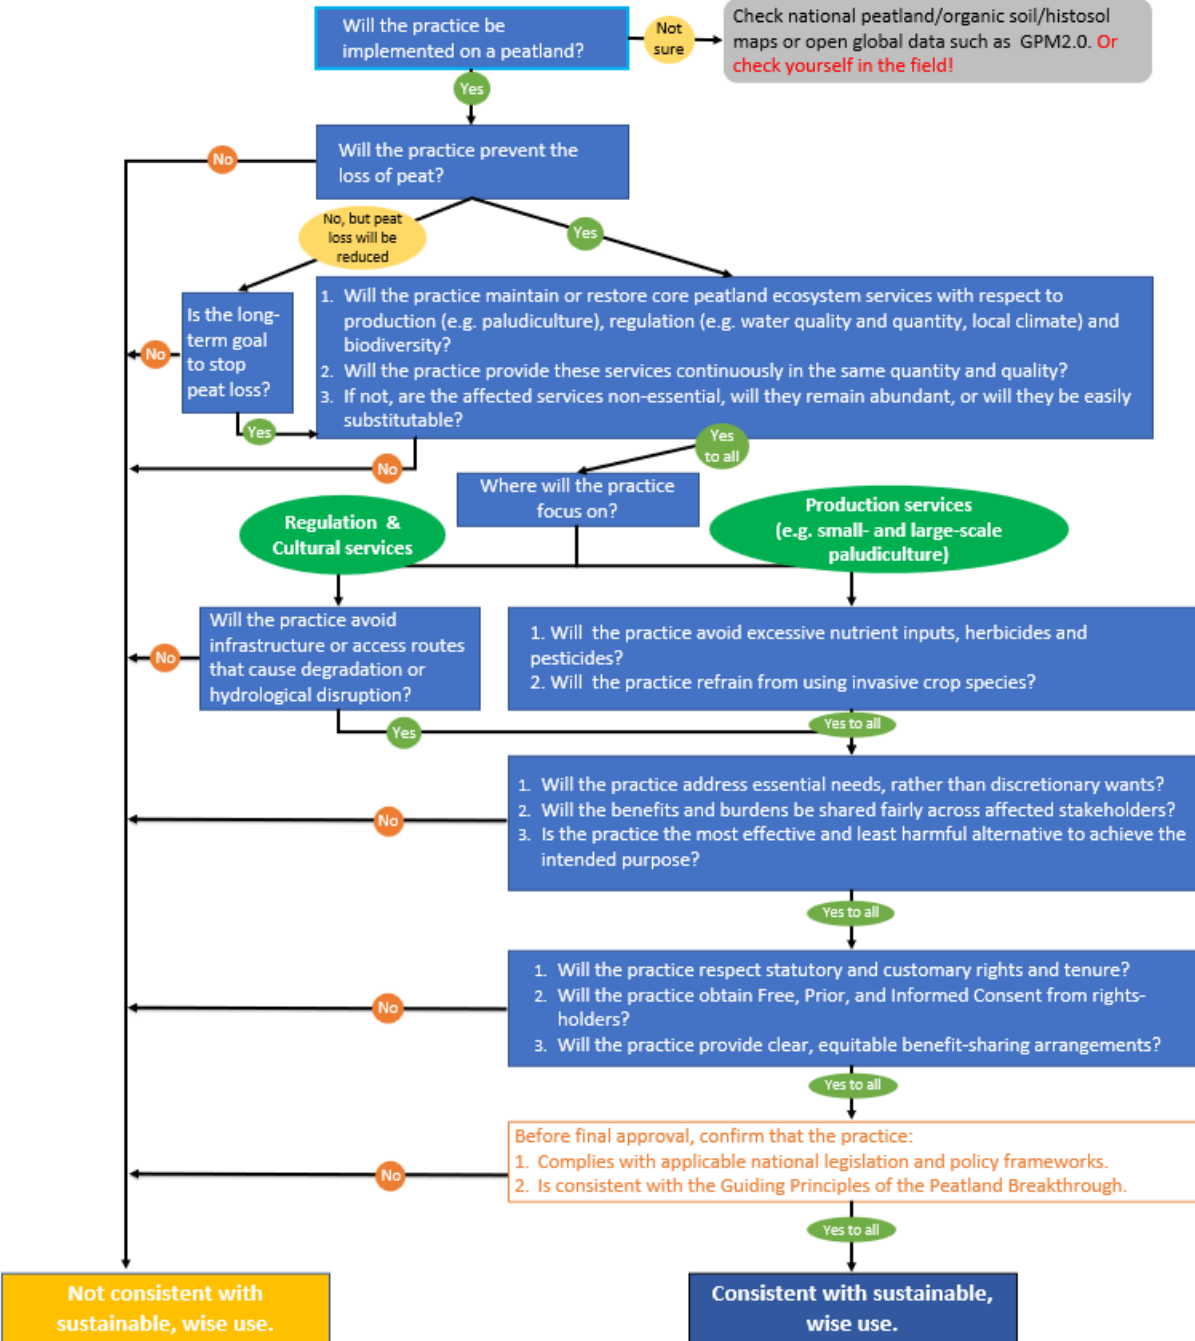 Will the practice be
implemented on a peatland?
Not
sure
Check national peatland/organic soil/histosol
maps or open global data such as GPM2.0. Or
check yourself in the field!
Yes
Will the practice prevent the
loss of peat?
No
No, but peat
loss will be
reduced
Yes
Is the long-
term goal
to stop
peat loss?
No
Yes
1. Will the practice maintain or restore core peatland ecosystem services with respect to
production (e.g. paludiculture), regulation (e.g. water quality and quantity, local climate) and
biodiversity?
2. Will the practice provide these services continuously in the same quantity and quality?
3. If not, are the affected services non-essential, will they remain abundant, or will they be easily
substitutable?
No
Yes
to all
Where will the practice
focus on?
Regulation &
Cultural services
Production services
(e.g. small- and large-scale
paludiculture)
Will the practice avoid
infrastructure or access routes
that cause degradation or
hydrological disruption?
No
Yes
1. Will the practice avoid excessive nutrient inputs, herbicides and
pesticides?
2. Will the practice refrain from using invasive crop species?
Yes to all
1. Will the practice address essential needs, rather than discretionary wants?
2. Will the benefits and burdens be shared fairly across affected stakeholders?
3. Is the practice the most effective and least harmful alternative to achieve the
intended purpose?
No
Yes to all
1. Will the practice respect statutory and customary rights and tenure?
2. Will the practice obtain Free, Prior, and Informed Consent from rights-
holders?
3. Will the practice provide clear, equitable benefit-sharing arrangements?
No
Yes to all
Before final approval, confirm that the practice:
1. Complies with applicable national legislation and policy frameworks.
2. Is consistent with the Guiding Principles of the Peatland Breakthrough.
No
Yes to all
Not consistent with
sustainable, wise use.
Consistent with sustainable,
wise use.